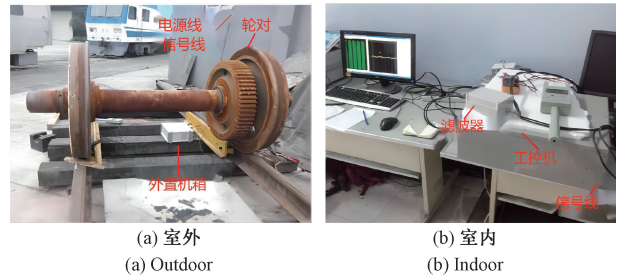 电源线
信号线
轮对
外置机箱
滤波器
工控机
信号线
(a) 室外
(b) 室内
(a) Outdoor
(b) Indoor